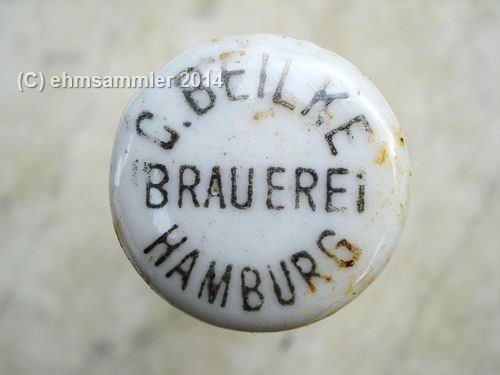 (C) ehmsammler 2014
C. BEILKE
BRAUEREi
HAMBURG